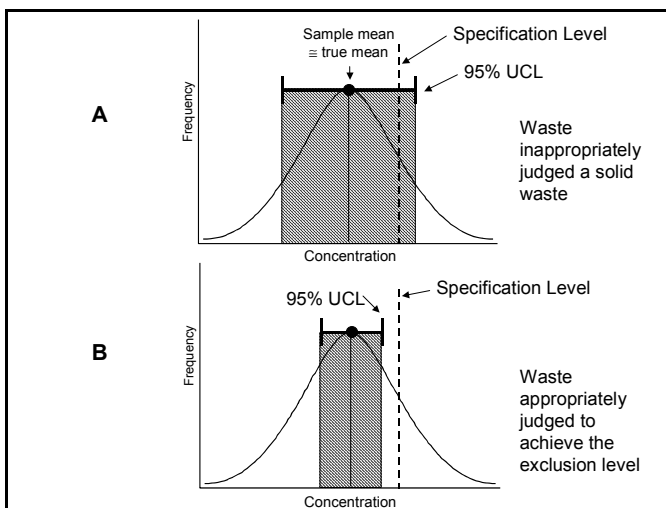 Sample mean
≅ true mean
Specification Level
95% UCL
A
Frequency
Waste
inappropriately
judged a solid
waste
Concentration
95% UCL
Specification Level
B
Frequency
Waste
appropriately
judged to
achieve the
exclusion level
Concentration